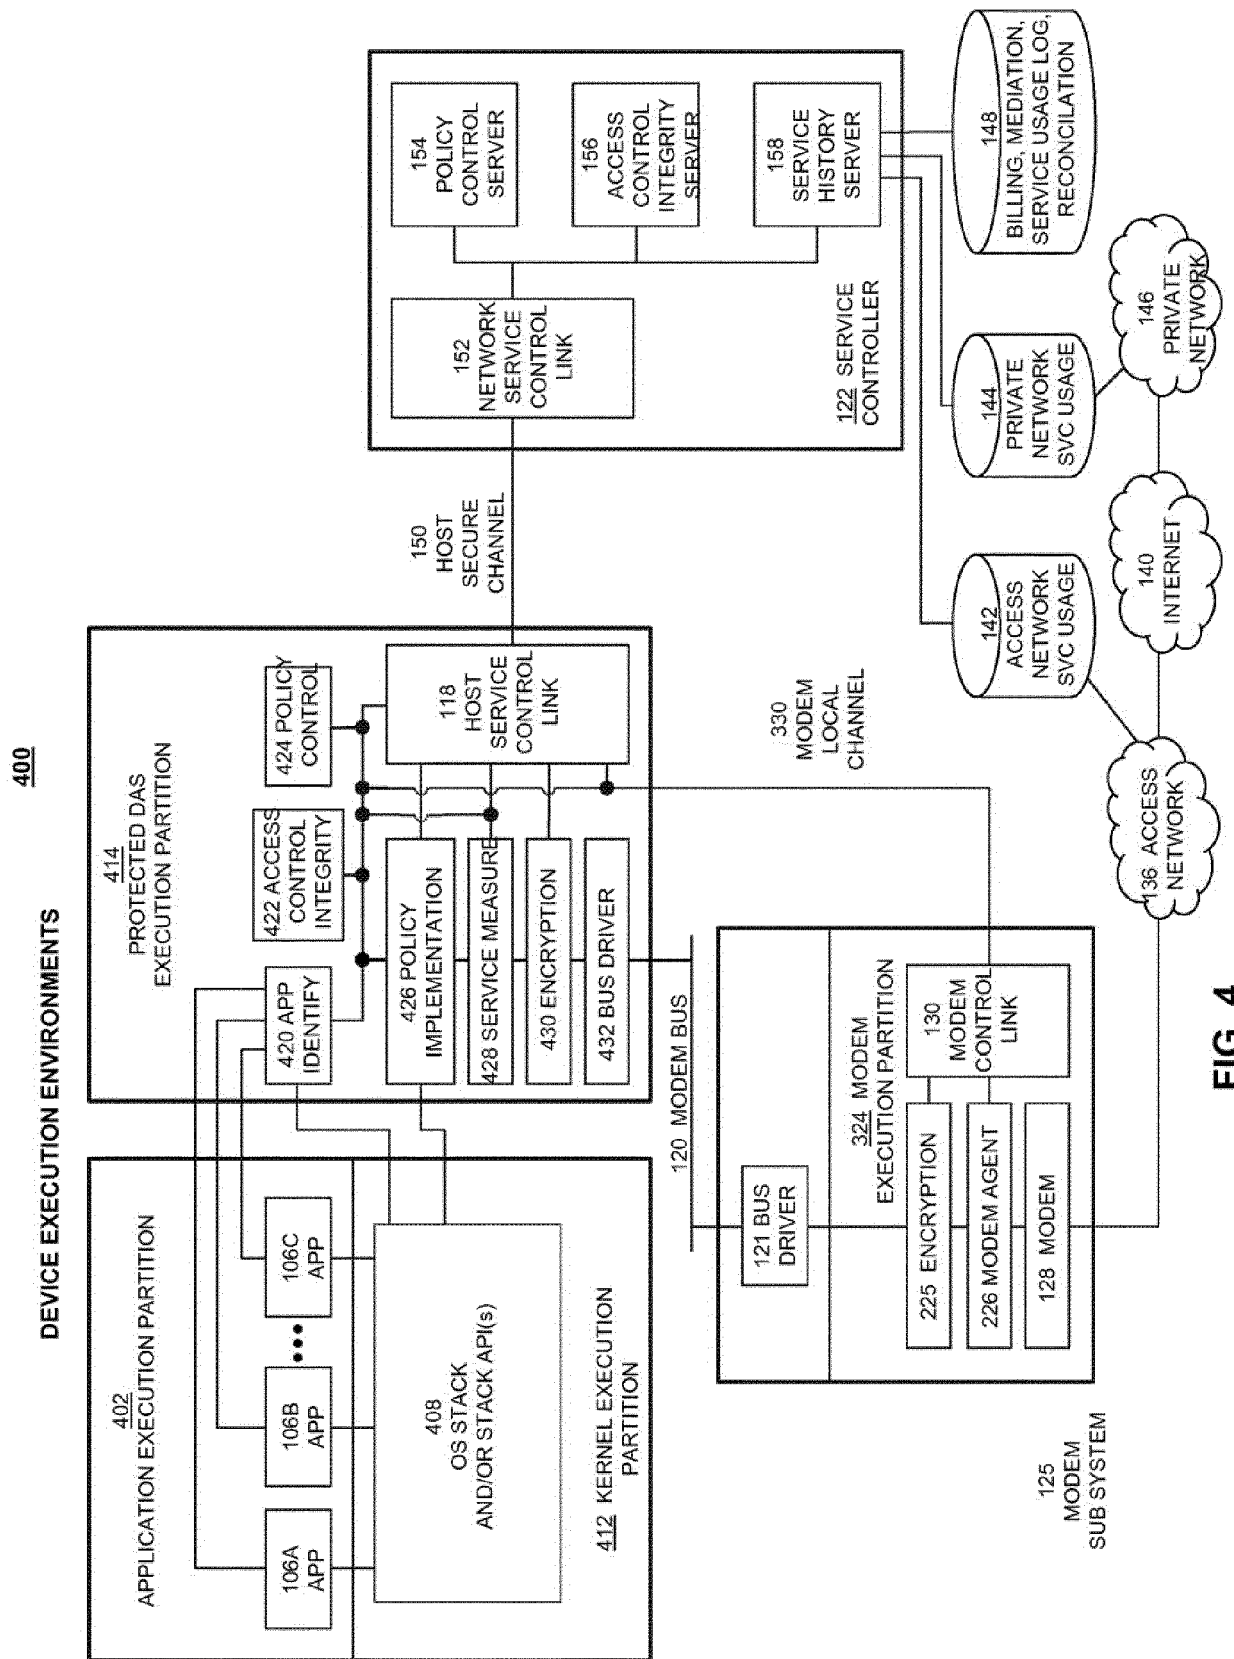 DEVICE EXECUTION ENVIRONMENTS
400
402
APPLICATION EXECUTION PARTITION
106A
APP
106B
APP
•••
106C
APP
408
OS STACK
AND/OR STACK API(s)
412 KERNEL EXECUTION
PARTITION
414
PROTECTED DAS
EXECUTION PARTITION
420 APP
IDENTIFY
422 ACCESS
CONTROL
INTEGRITY
424 POLICY
CONTROL
426 POLICY
IMPLEMENTATION
428 SERVICE MEASURE
430 ENCRYPTION
432 BUS DRIVER
118
HOST
SERVICE
CONTROL
LINK
150
HOST
SECURE
CHANNEL
152
NETWORK
SERVICE
CONTROL
LINK
154
POLICY
CONTROL
SERVER
156
ACCESS
CONTROL
INTEGRITY
SERVER
158
SERVICE
HISTORY
SERVER
122 SERVICE
CONTROLLER
120 MODEM BUS
330
MODEM
LOCAL
CHANNEL
121 BUS
DRIVER
324 MODEM
EXECUTION PARTITION
225 ENCRYPTION
226 MODEM AGENT
128 MODEM
130
MODEM
CONTROL
LINK
125
MODEM
SUB SYSTEM
142
ACCESS
NETWORK
SVC USAGE
144
PRIVATE
NETWORK
SVC USAGE
148
BILLING, MEDIATION,
SERVICE USAGE LOG,
RECONCILATION
136 ACCESS
NETWORK
140
INTERNET
146
PRIVATE
NETWORK
FIG. 4